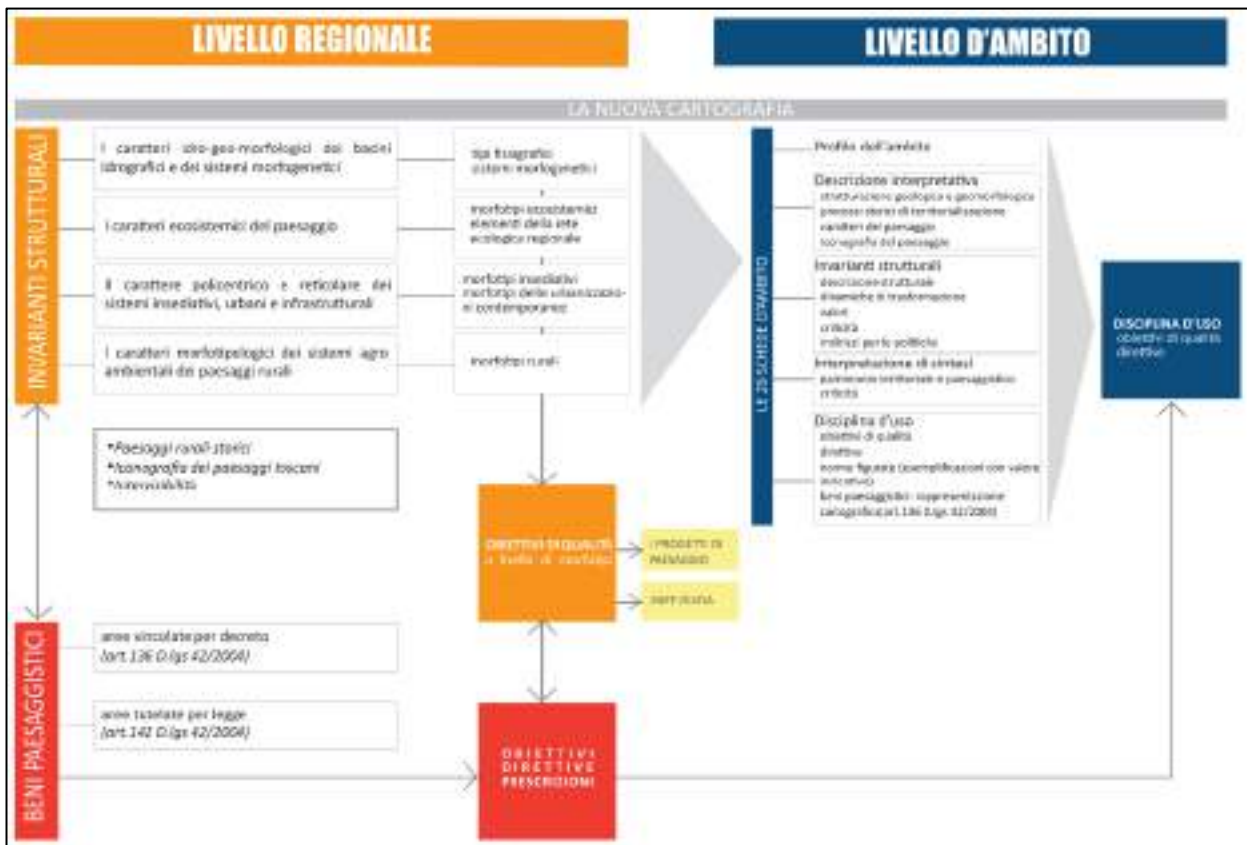 LIVELLO REGIONALE
LIVELLO D'AMBITO
LA NUOVA CARTOGRAFIA
INVARIANTI STRUTTURALI
I caratteri idro-geo-morfologici dei bacini
idrografici e dei sistemi morfogenetici
I caratteri ecosistemici del paesaggio
Il carattere policentrico e reticolare dei
sistemi insediativi, urbani e infrastrutturali
I caratteri morfotipologici dei sistemi agro
ambientali dei paesaggi rurali
tipi fisiografici
sistemi morfogenetici
morfotipi ecosistemici
elementi della rete
ecologica regionale
morfotipi insediativi
morfotipi delle urbanizzazio-
ni contemporanee
morfotipi rurali
*Paesaggi rurali storici
*Iconografia dei paesaggi toscani
*Intervisibilità
LE 20 SCHEDE D'AMBITO
Profilo dell'ambito
Descrizione interpretativa
strutturazione geologica e geomorfologica
processi storici di territorializzazione
caratteri del paesaggio
iconografia del paesaggio
Invarianti strutturali
descrizione strutturale
dinamiche di trasformazione
valori
criticità
indirizzi per le politiche
Interpretazione di sintesi
patrimonio territoriale e paesaggistico
criticità
Disciplina d'uso
obiettivi di qualità
direttive
norme figurate (esemplificazioni con valore
indicativo)
beni paesaggistici: rappresentazione
cartografica (art. 136 D.lgs 42/2004)
DISCIPLINA D'USO
obiettivi di qualità
direttive
OBIETTIVI DI QUALITÀ
a livello di morfotipi
I PROGETTI DI
PAESAGGIO
BENI PAESAGGISTICI
aree vincolate per decreto
(art.136 D.lgs 42/2004)
aree tutelate per legge
(art.142 D.lgs 42/2004)
OBIETTIVI
DIRETTIVE
PRESCRIZIONI